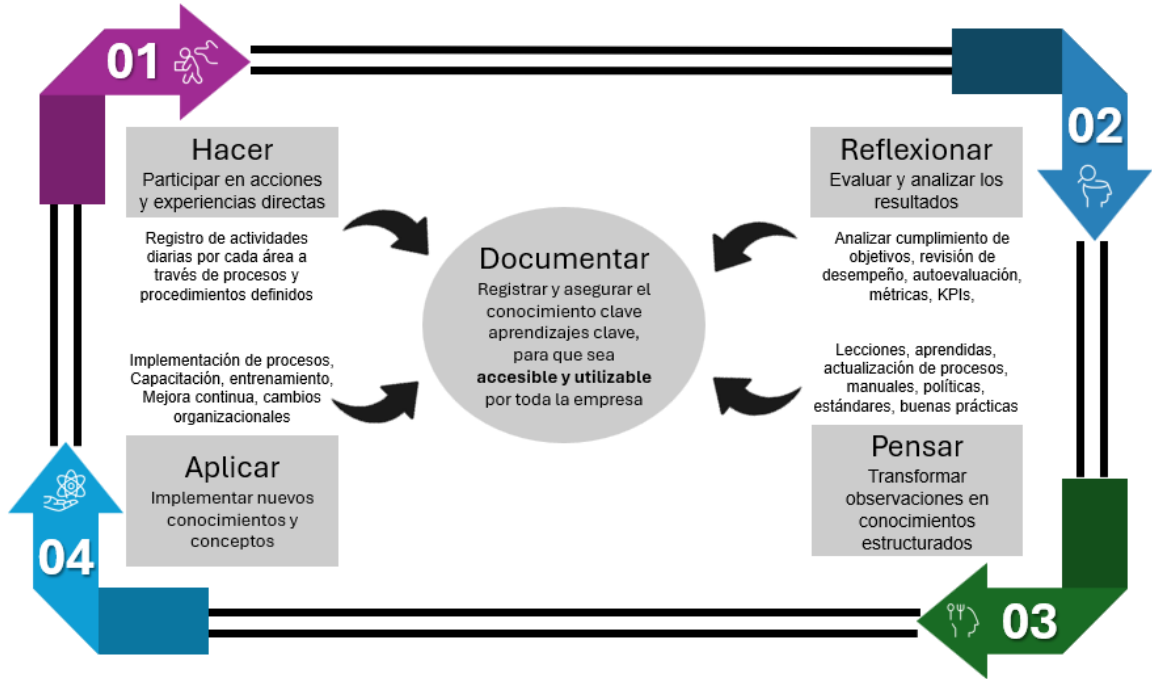 01
Hacer
Participar en acciones
y experiencias directas
Registro de actividades
diarias por cada área a
través de procesos y
procedimientos definidos
02
Reflexionar
Evaluar y analizar los
resultados
Analizar cumplimiento de
objetivos, revisión de
desempeño, autoevaluación,
métricas, KPIs,
Documentar
Registrar y asegurar el
conocimiento clave
aprendizajes clave,
para que sea
accesible y utilizable
por toda la empresa
Lecciones, aprendidas,
actualización de procesos,
manuales, políticas,
estándares, buenas prácticas
Pensar
Transformar
observaciones en
conocimientos
estructurados
03
Implementación de procesos,
Capacitación, entrenamiento,
Mejora continua, cambios
organizacionales
Aplicar
Implementar nuevos
conocimientos y
conceptos
04